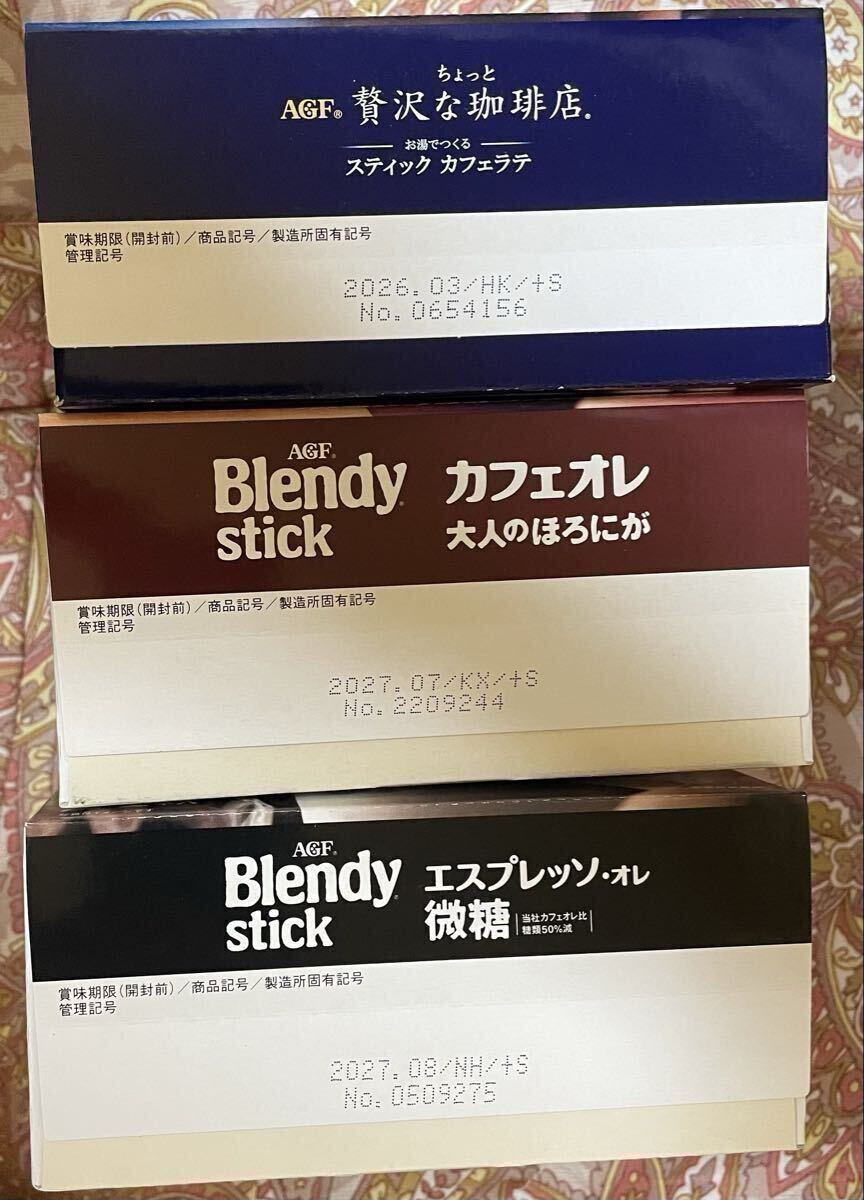 ちょっと
AGF® 贅沢な珈琲店®
お湯でつくる
スティック カフェラテ
賞味期限(開封前)/商品記号/製造所固有記号
管理記号
2026.03/HK/+S
No.0654156
AGF®
Blendy®
stick
カフェオレ
大人のほろにが
賞味期限(開封前)/商品記号/製造所固有記号
管理記号
2027.07/KX/+S
No.2209244
AGF®
Blendy®
stick
エスプレッソ・オレ
微糖
当社カフェオレ比
糖類50%減
賞味期限(開封前)/商品記号/製造所固有記号
管理記号
2027.08/NH/+S
No.0509275